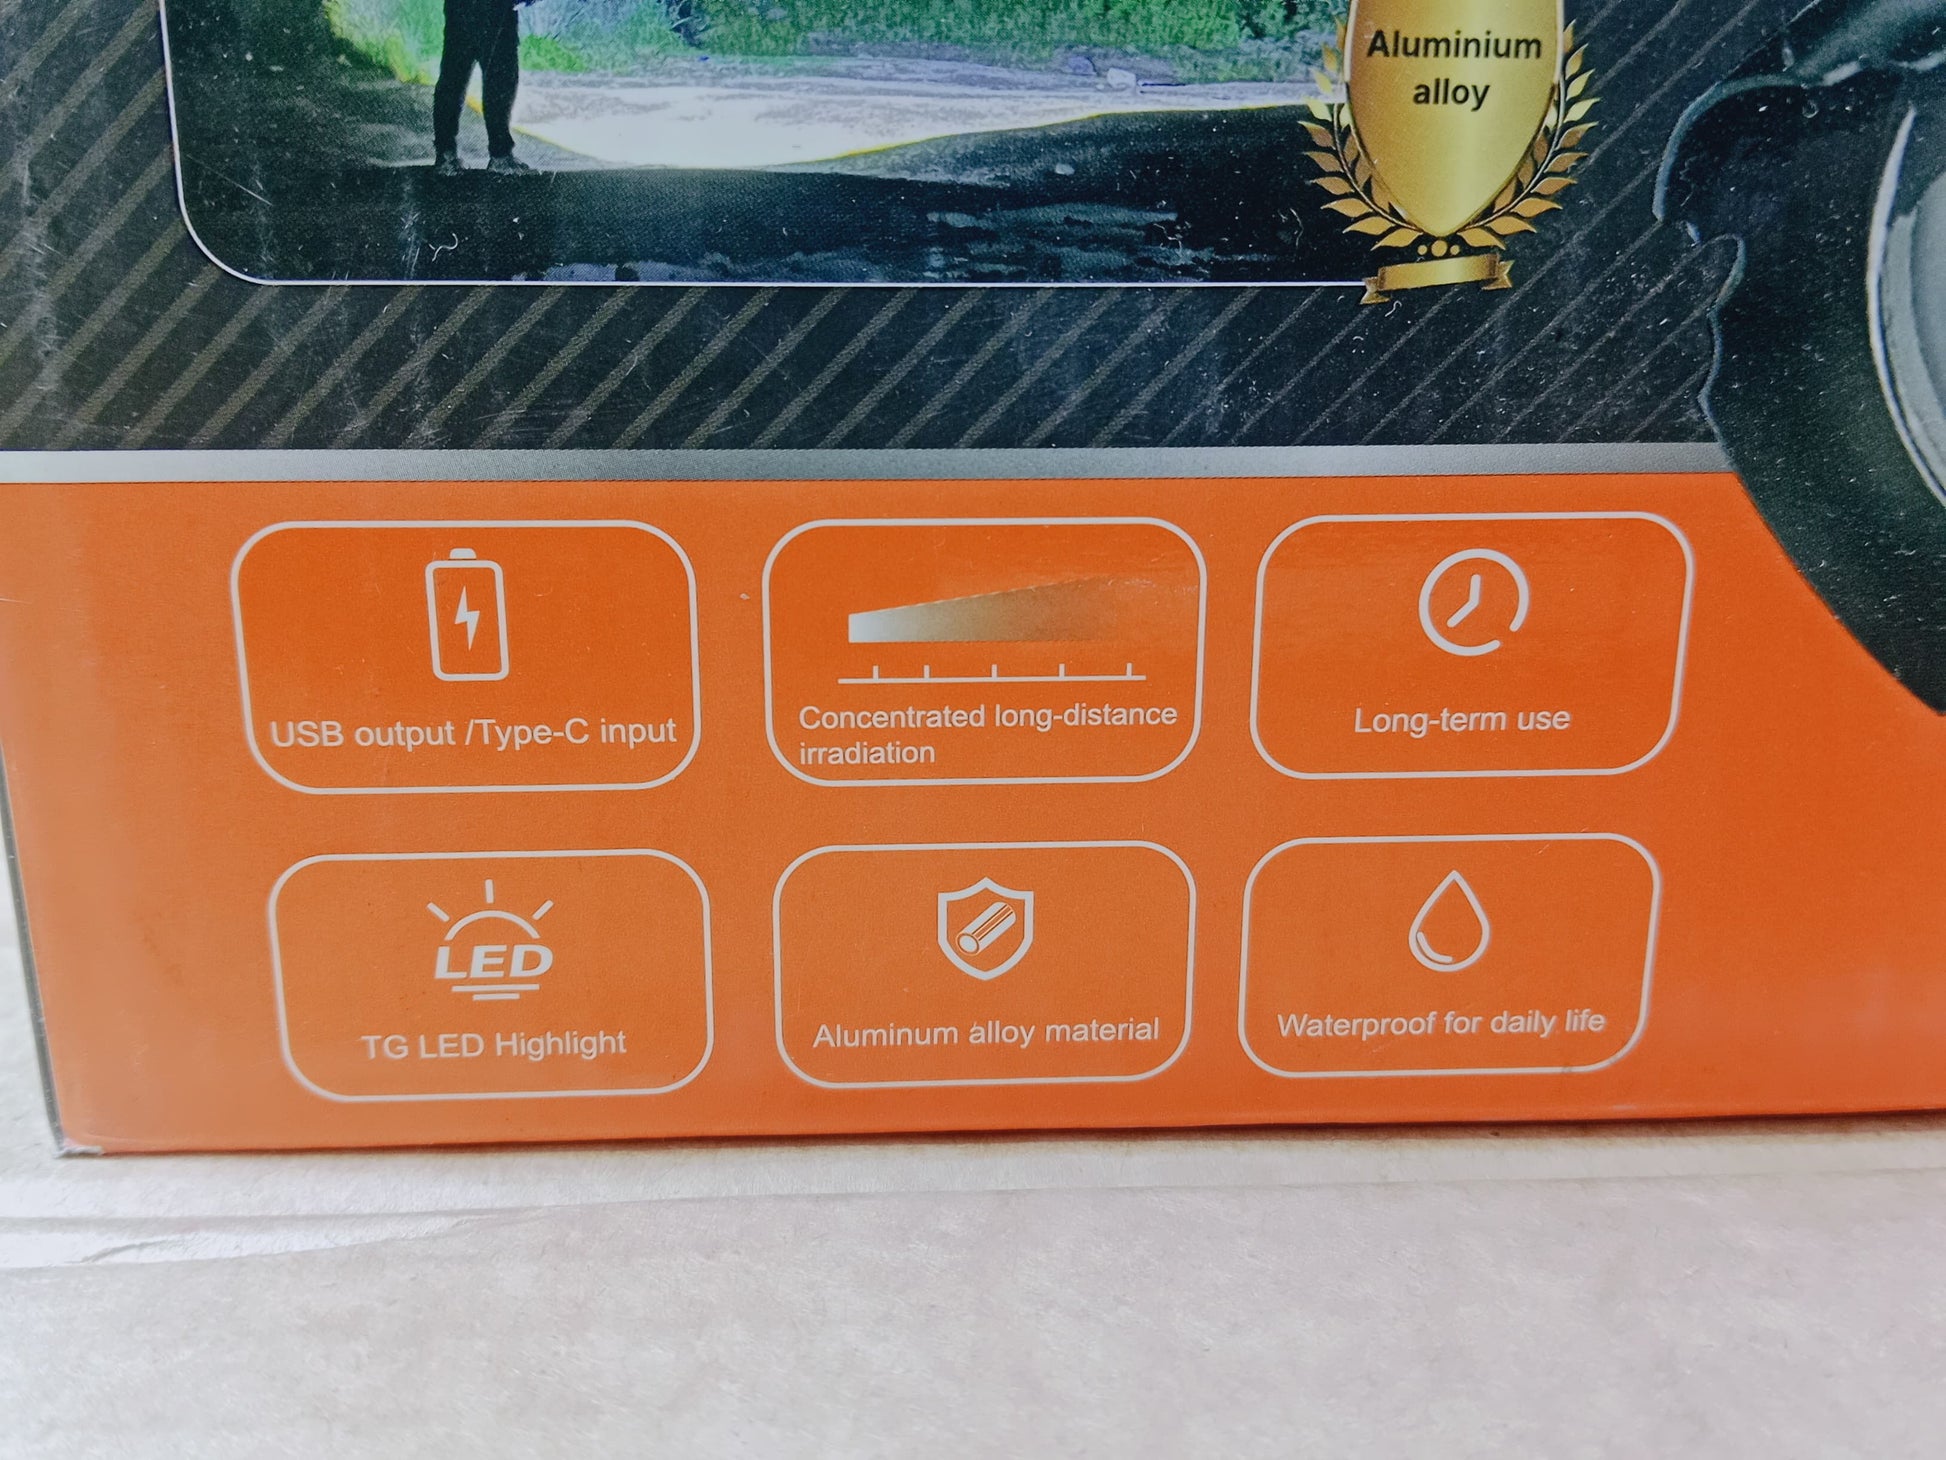 Aluminium
alloy
USB output /Type-C input
Concentrated long-distance
irradiation
Long-term use
LED
TG LED Highlight
Aluminum alloy material
Waterproof for daily life